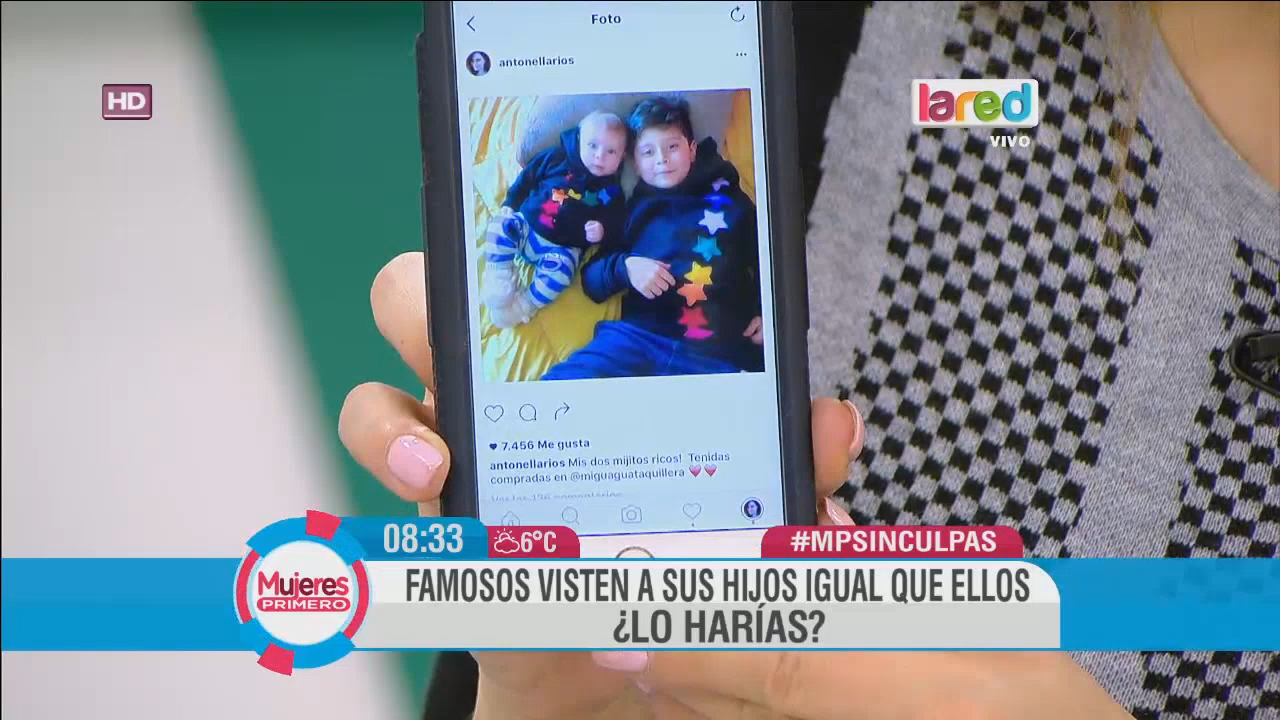 Foto
antonellarios
HD
lared
VIVO
7.456 Me gusta
antonellarios Mis dos mijitos ricos! Tenidas
compradas en @miguaguataquillera
08:33
6°C
#MPSINCULPAS
Mujeres
PRIMERO
FAMOSOS VISTEN A SUS HIJOS IGUAL QUE ELLOS
¿LO HARÍAS?